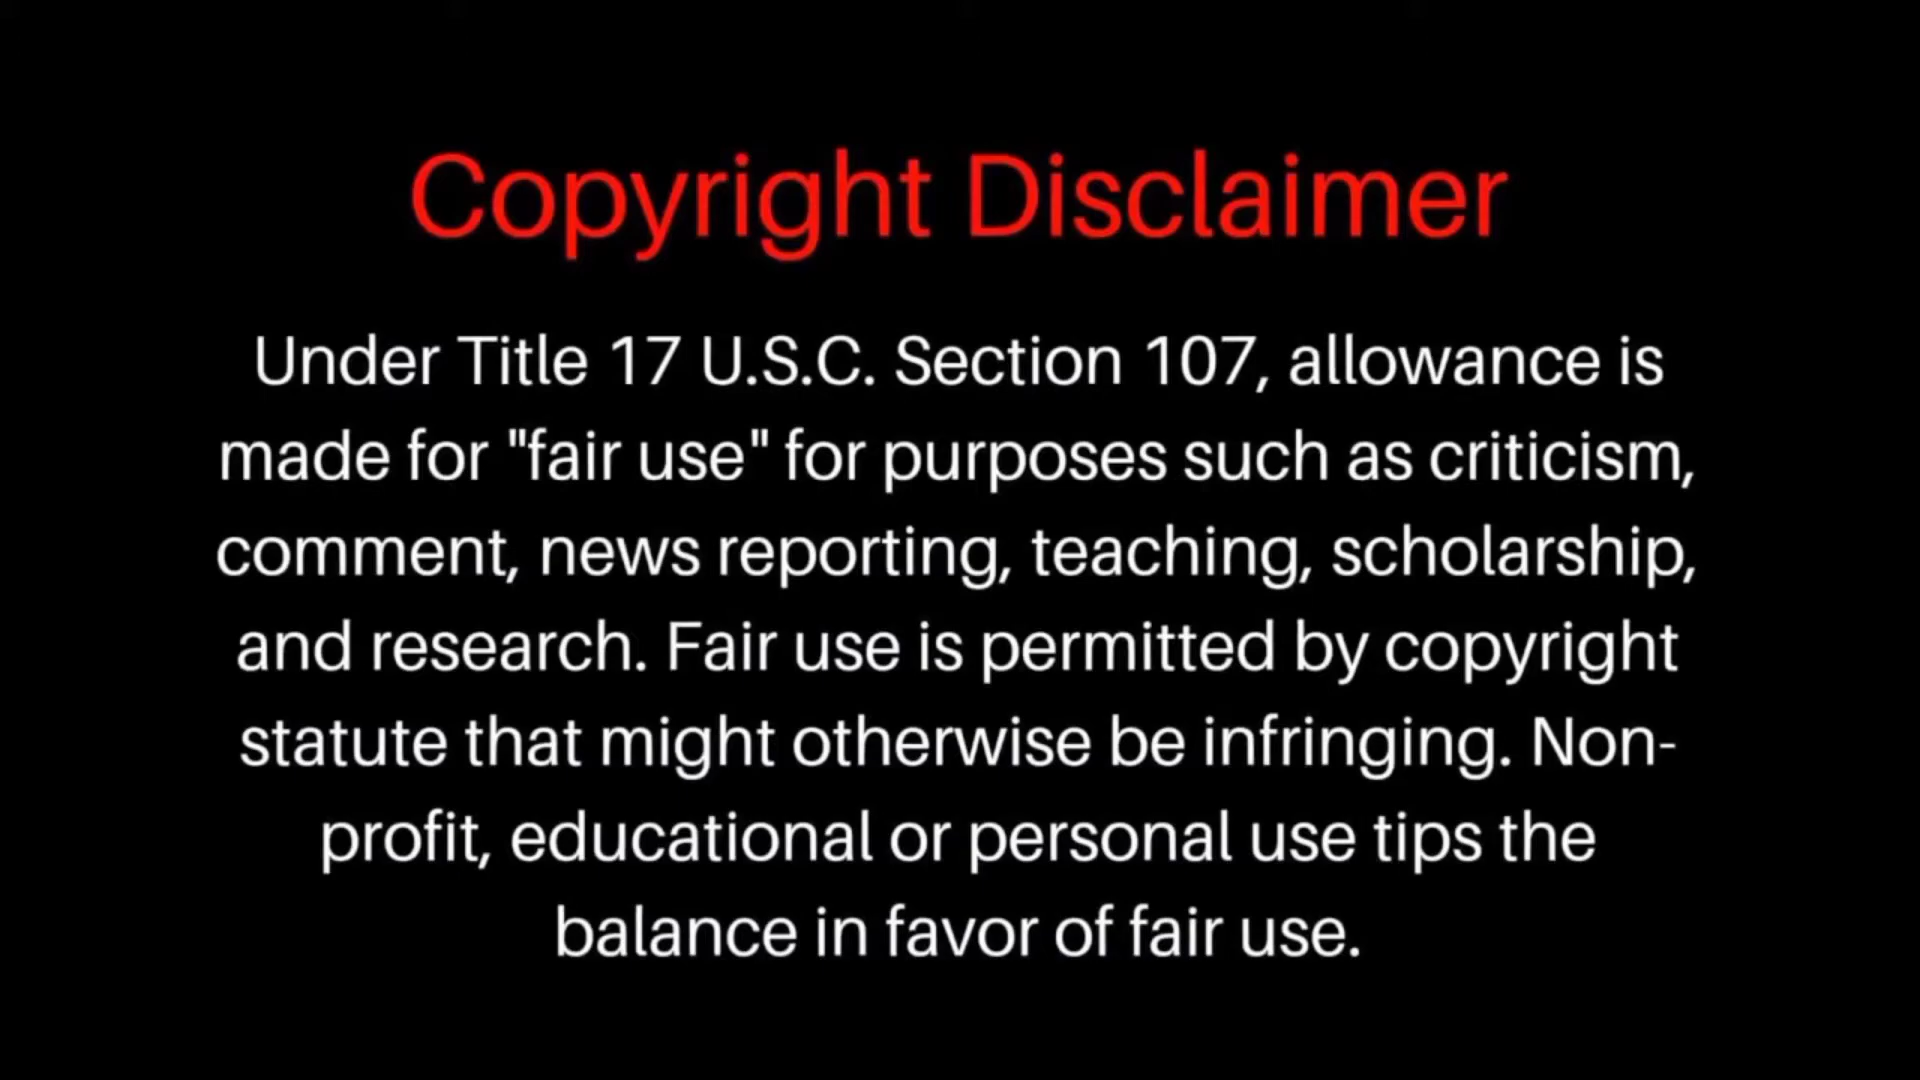 Copyright Disclaimer
Under Title 17 U.S.C. Section 107, allowance is
made for "fair use" for purposes such as criticism,
comment, news reporting, teaching, scholarship,
and research. Fair use is permitted by copyright
statute that might otherwise be infringing. Non-
profit, educational or personal use tips the
balance in favor of fair use.